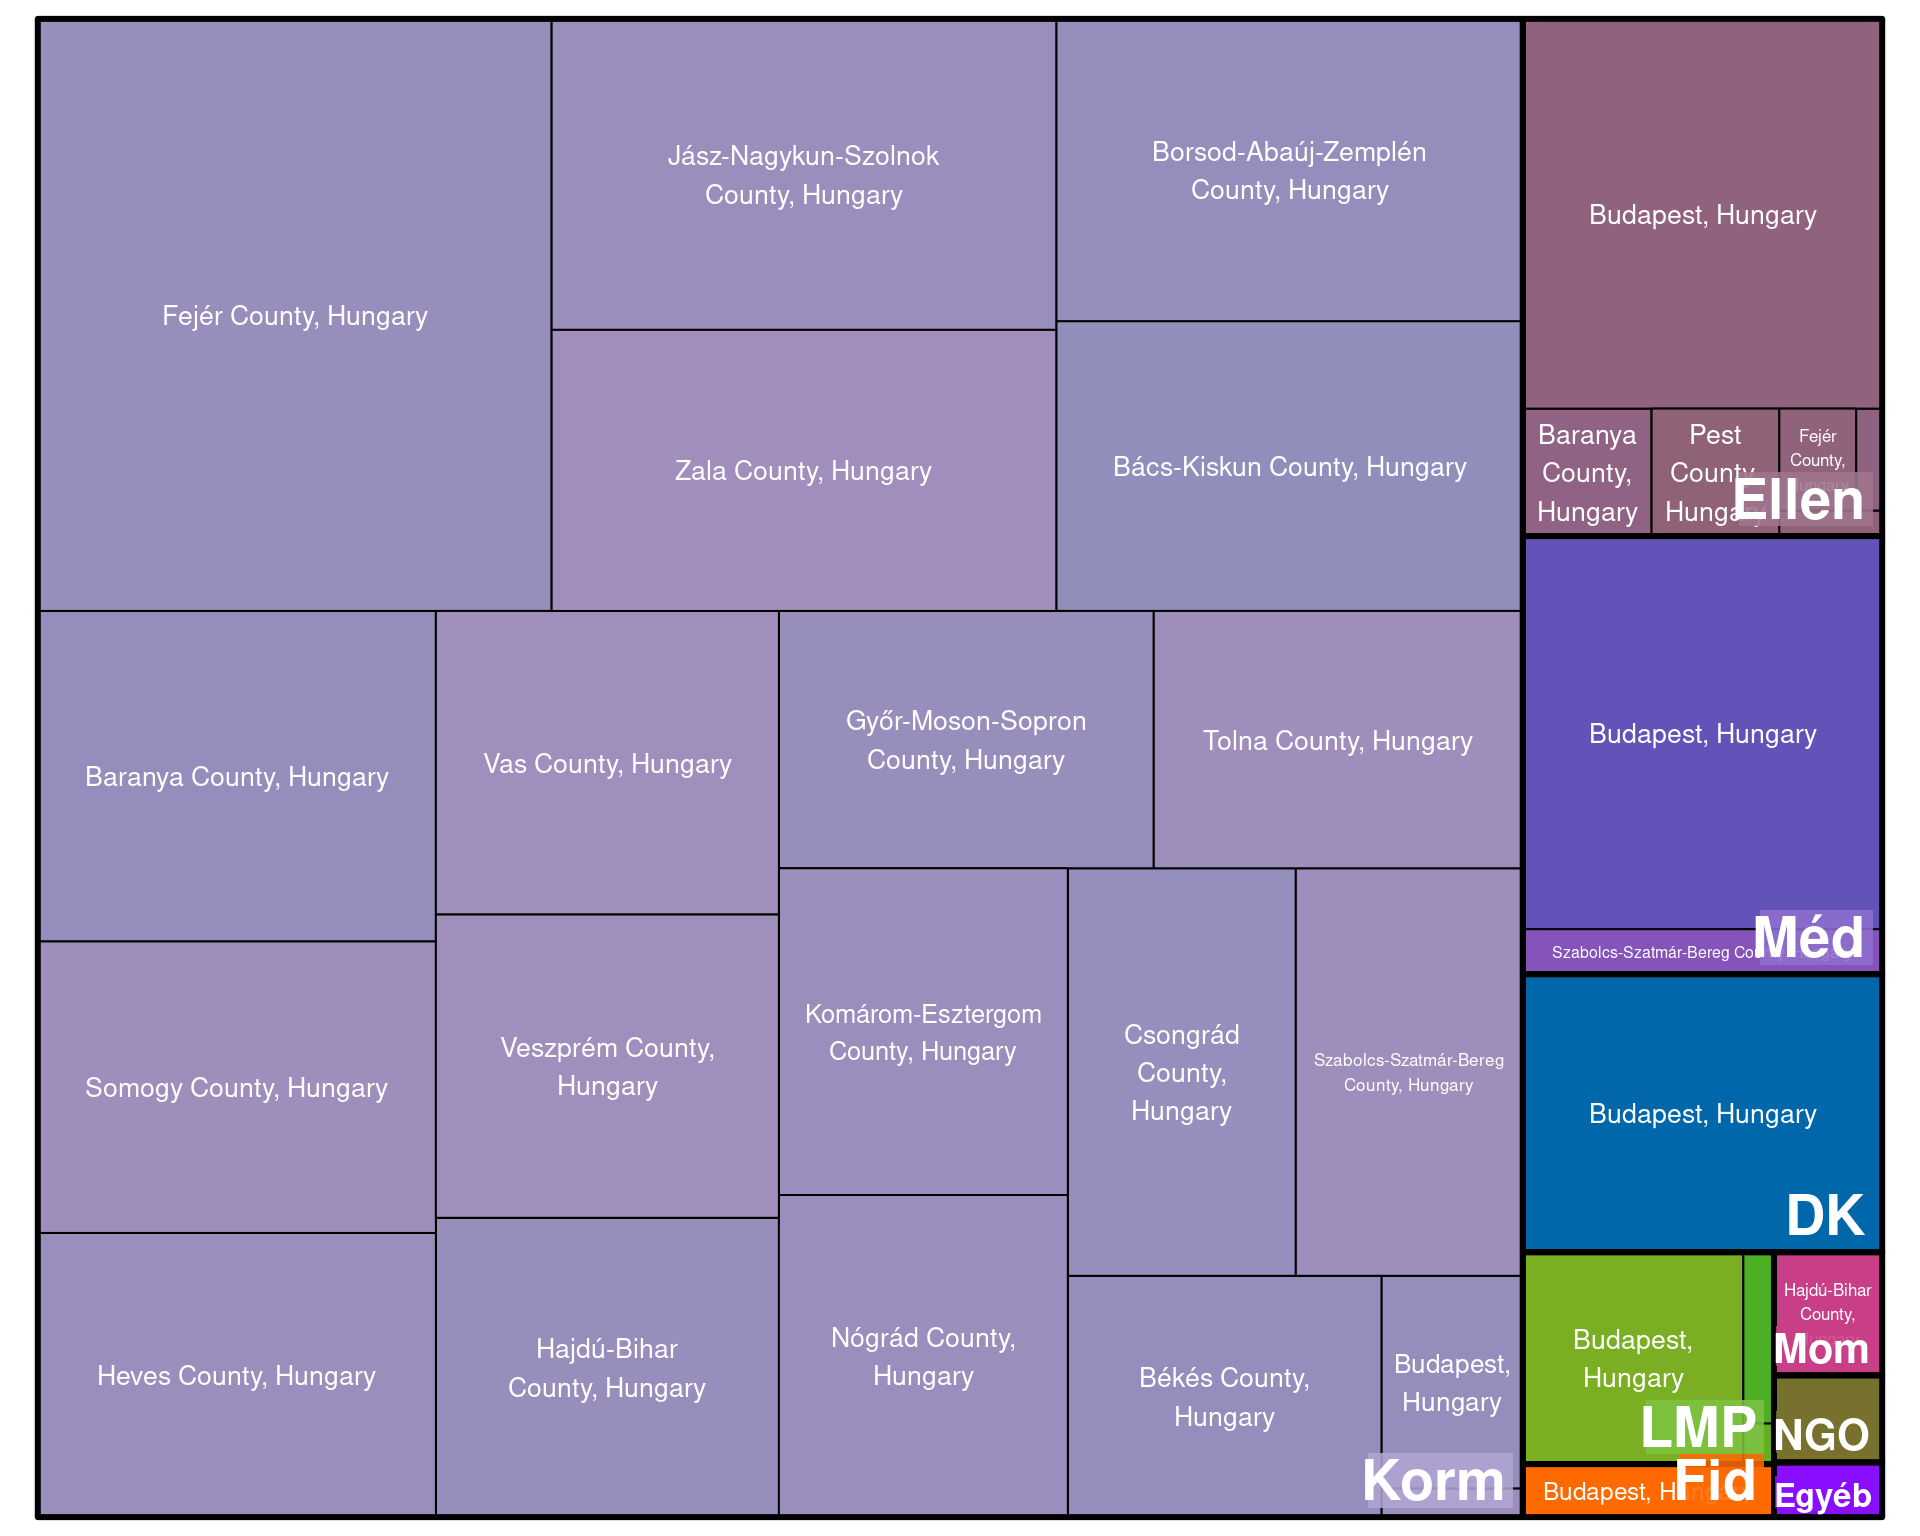 Fejér County, Hungary
Jász-Nagykun-Szolnok
County, Hungary
Zala County, Hungary
Borsod-Abaúj-Zemplén
County, Hungary
Bács-Kiskun County, Hungary
Baranya County, Hungary
Somogy County, Hungary
Heves County, Hungary
Vas County, Hungary
Veszprém County,
Hungary
Hajdú-Bihar
County, Hungary
Győr-Moson-Sopron
County, Hungary
Tolna County, Hungary
Komárom-Esztergom
County, Hungary
Nógrád County,
Hungary
Csongrád
County,
Hungary
Szabolcs-Szatmár-Bereg
County, Hungary
Békés County,
Hungary
Budapest,
Hungary
Korm
Budapest, Hungary
Baranya
County,
Hungary
Pest
County,
Hungary
Fejér
County,
Hungary
Ellen
Budapest, Hungary
Szabolcs-Szatmár-Bereg County, Hungary
Méd
Budapest, Hungary
DK
Budapest,
Hungary
LMP
Budapest, Hungary
Fid
Hajdú-Bihar
County,
Hungary
Mom
NGO
Egyéb